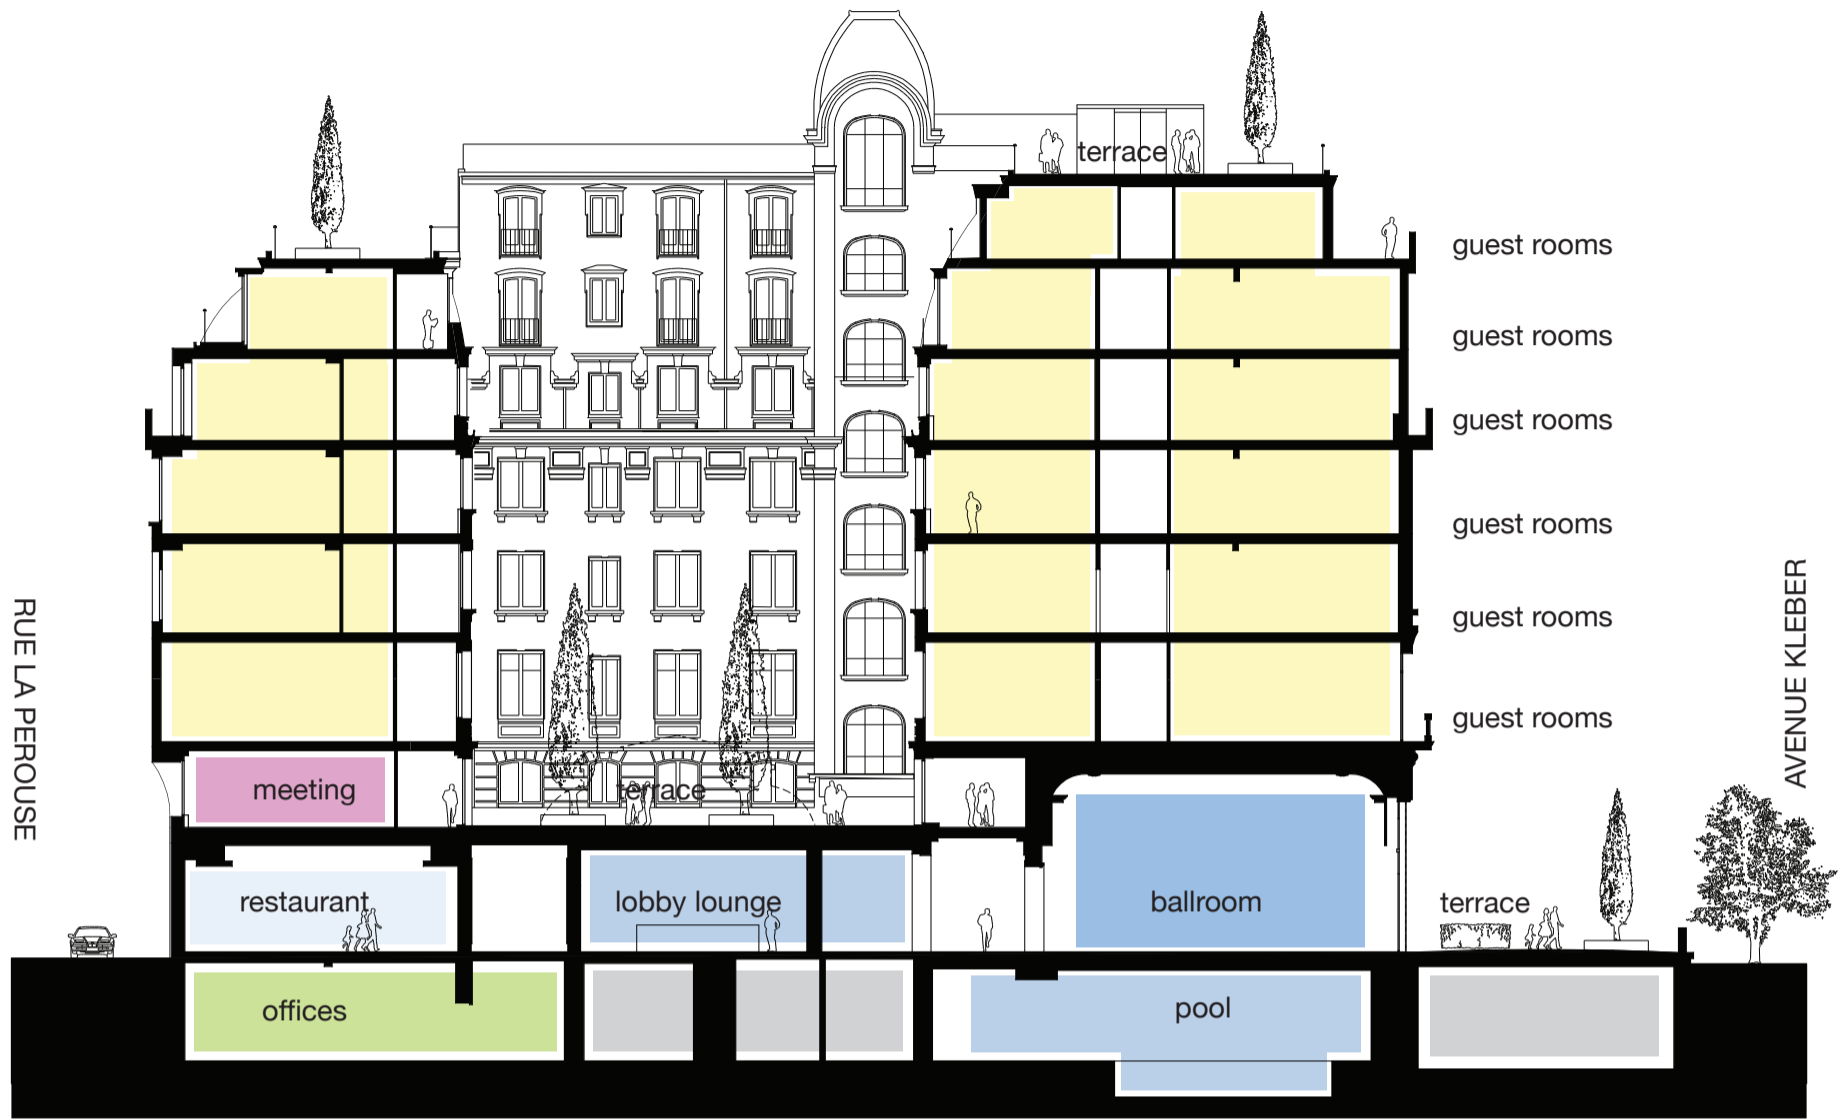 terrace
guest rooms
guest rooms
guest rooms
guest rooms
guest rooms
guest rooms
RUE LA PEROUSE
AVENUE KLEBER
meeting
terrace
restaurant
lobby lounge
ballroom
terrace
offices
pool